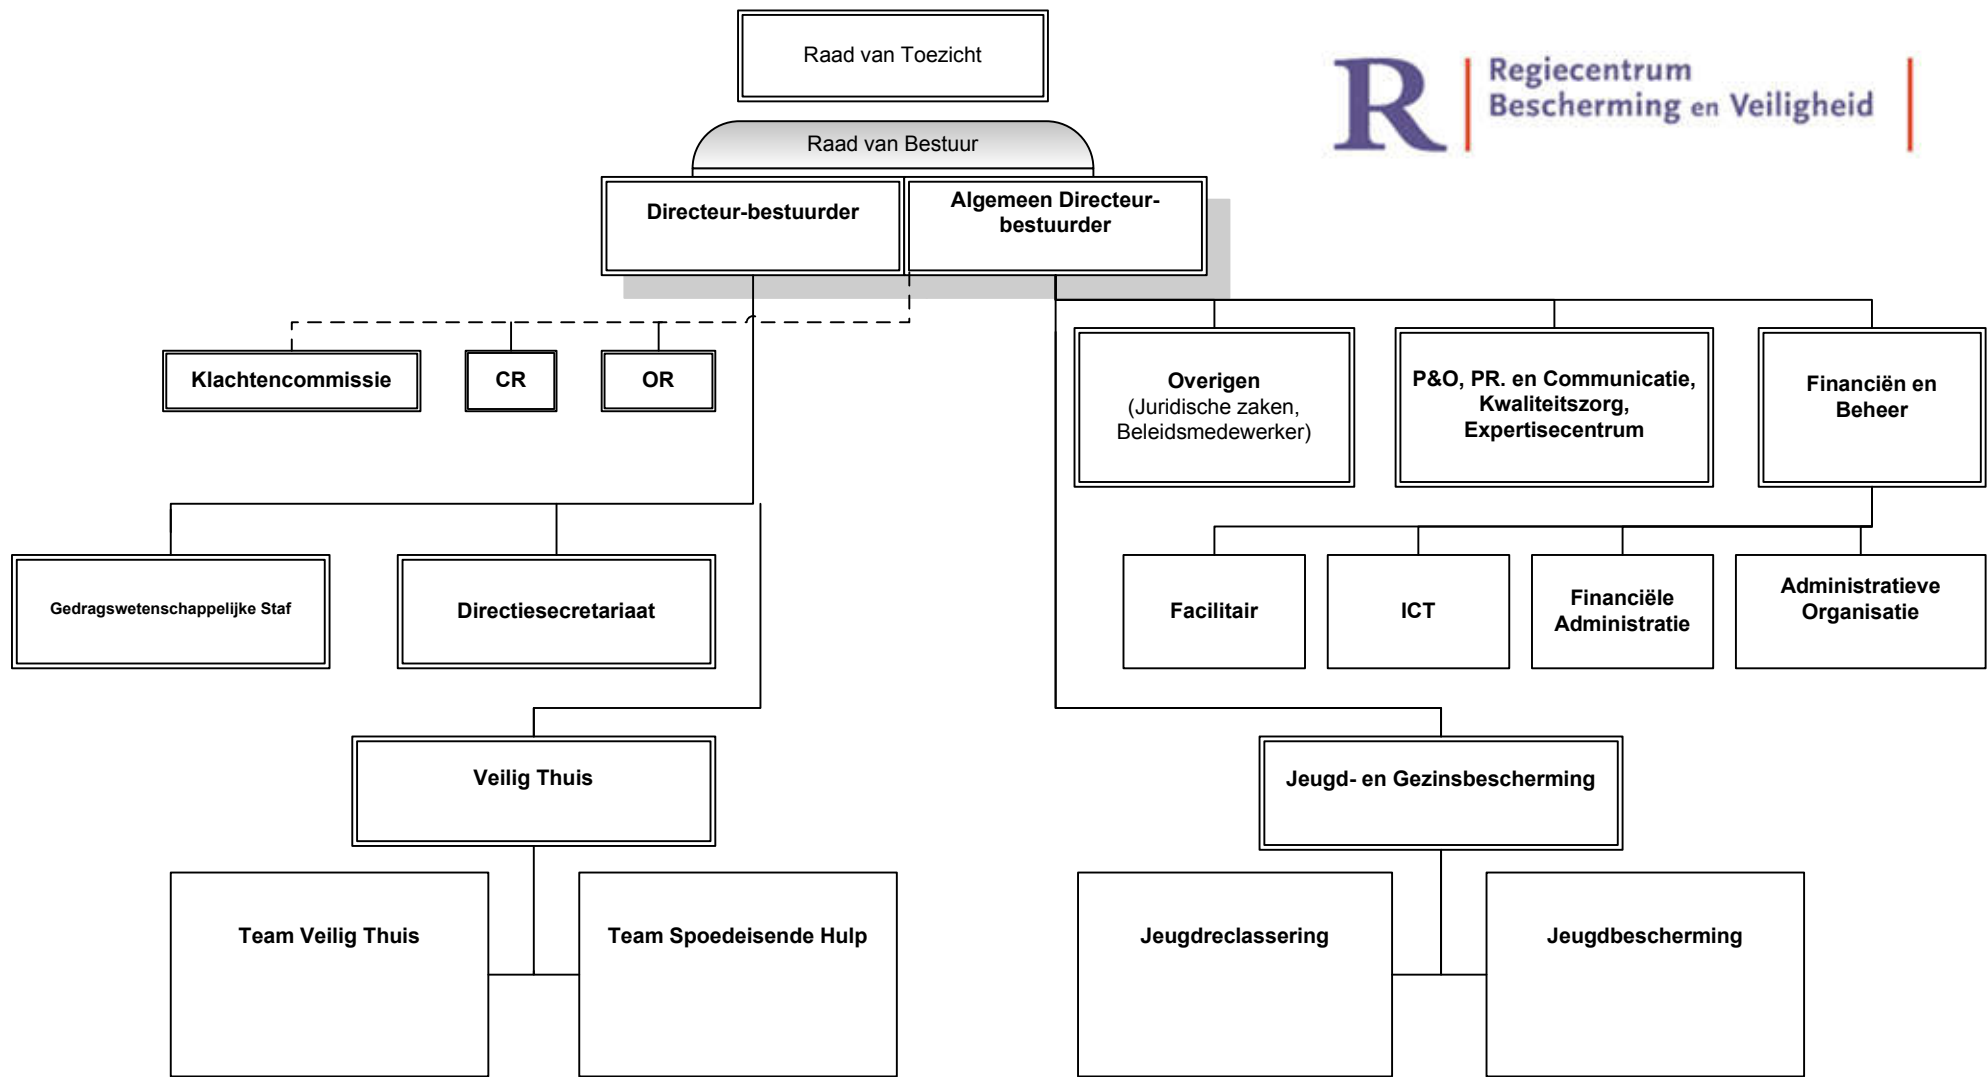 Raad van Toezicht
Regiecentrum
Bescherming en Veiligheid
R
Raad van Bestuur
Directeur-bestuurder
Algemeen Directeur-
bestuurder
Klachtencommissie
CR
OR
Overigen
(Juridische zaken,
Beleidsmedewerker)
P&O, PR. en Communicatie,
Kwaliteitszorg,
Expertisecentrum
Financiën en
Beheer
Gedragswetenschappelijke Staf
Directiesecretariaat
Facilitair
ICT
Financiële
Administratie
Administratieve
Organisatie
Veilig Thuis
Jeugd- en Gezinsbescherming
Team Veilig Thuis
Team Spoedeisende Hulp
Jeugdreclassering
Jeugdbescherming